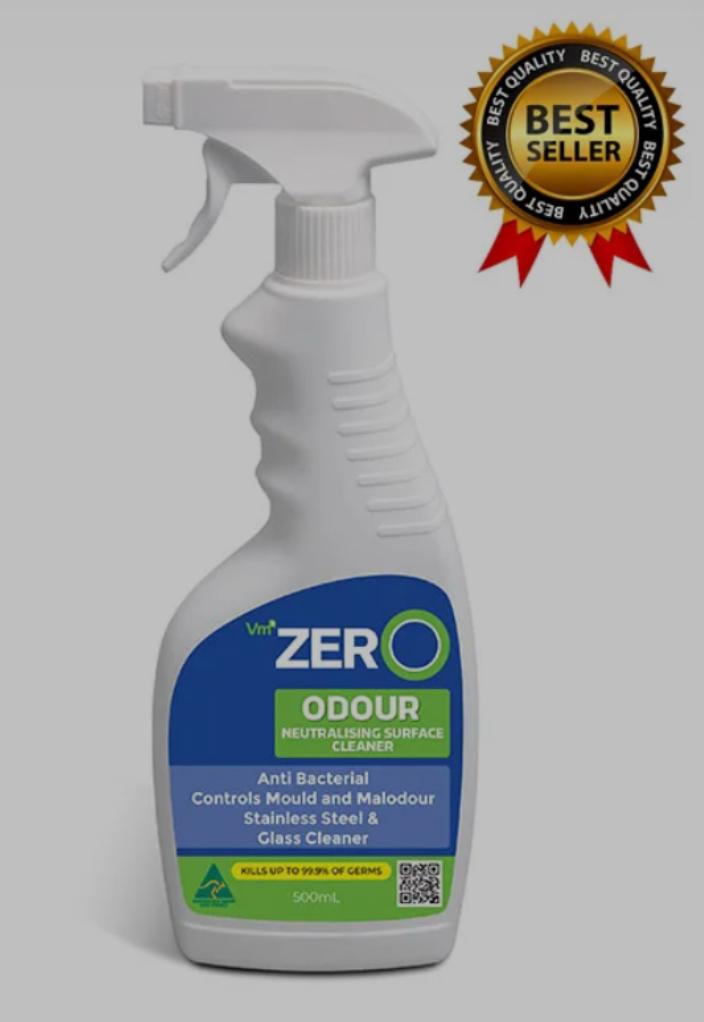 BEST QUALITY BEST QUALITY BEST QUALITY BEST QUALITY
BEST
SELLER
Vm
ZERO
ODOUR
NEUTRALISING SURFACE
CLEANER
Anti Bacterial
Controls Mould and Malodour
Stainless Steel &
Glass Cleaner
KILLS UP TO 99.9% OF GERMS
500mL